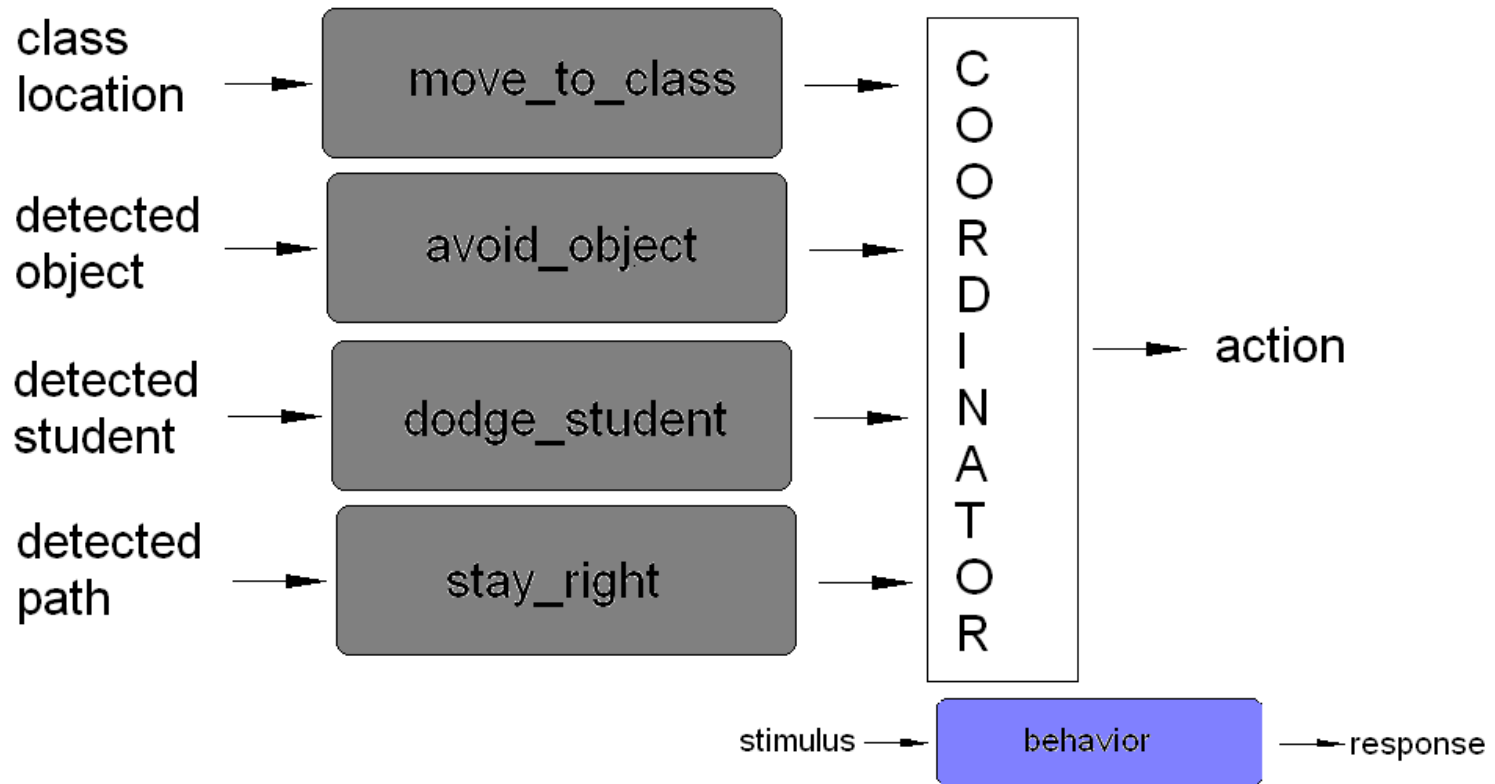 class
location
move_to_class
detected
object
avoid_object
detected
student
dodge_student
detected
path
stay_right
C
O
O
R
D
I
N
A
T
O
R
action
stimulus
behavior
response